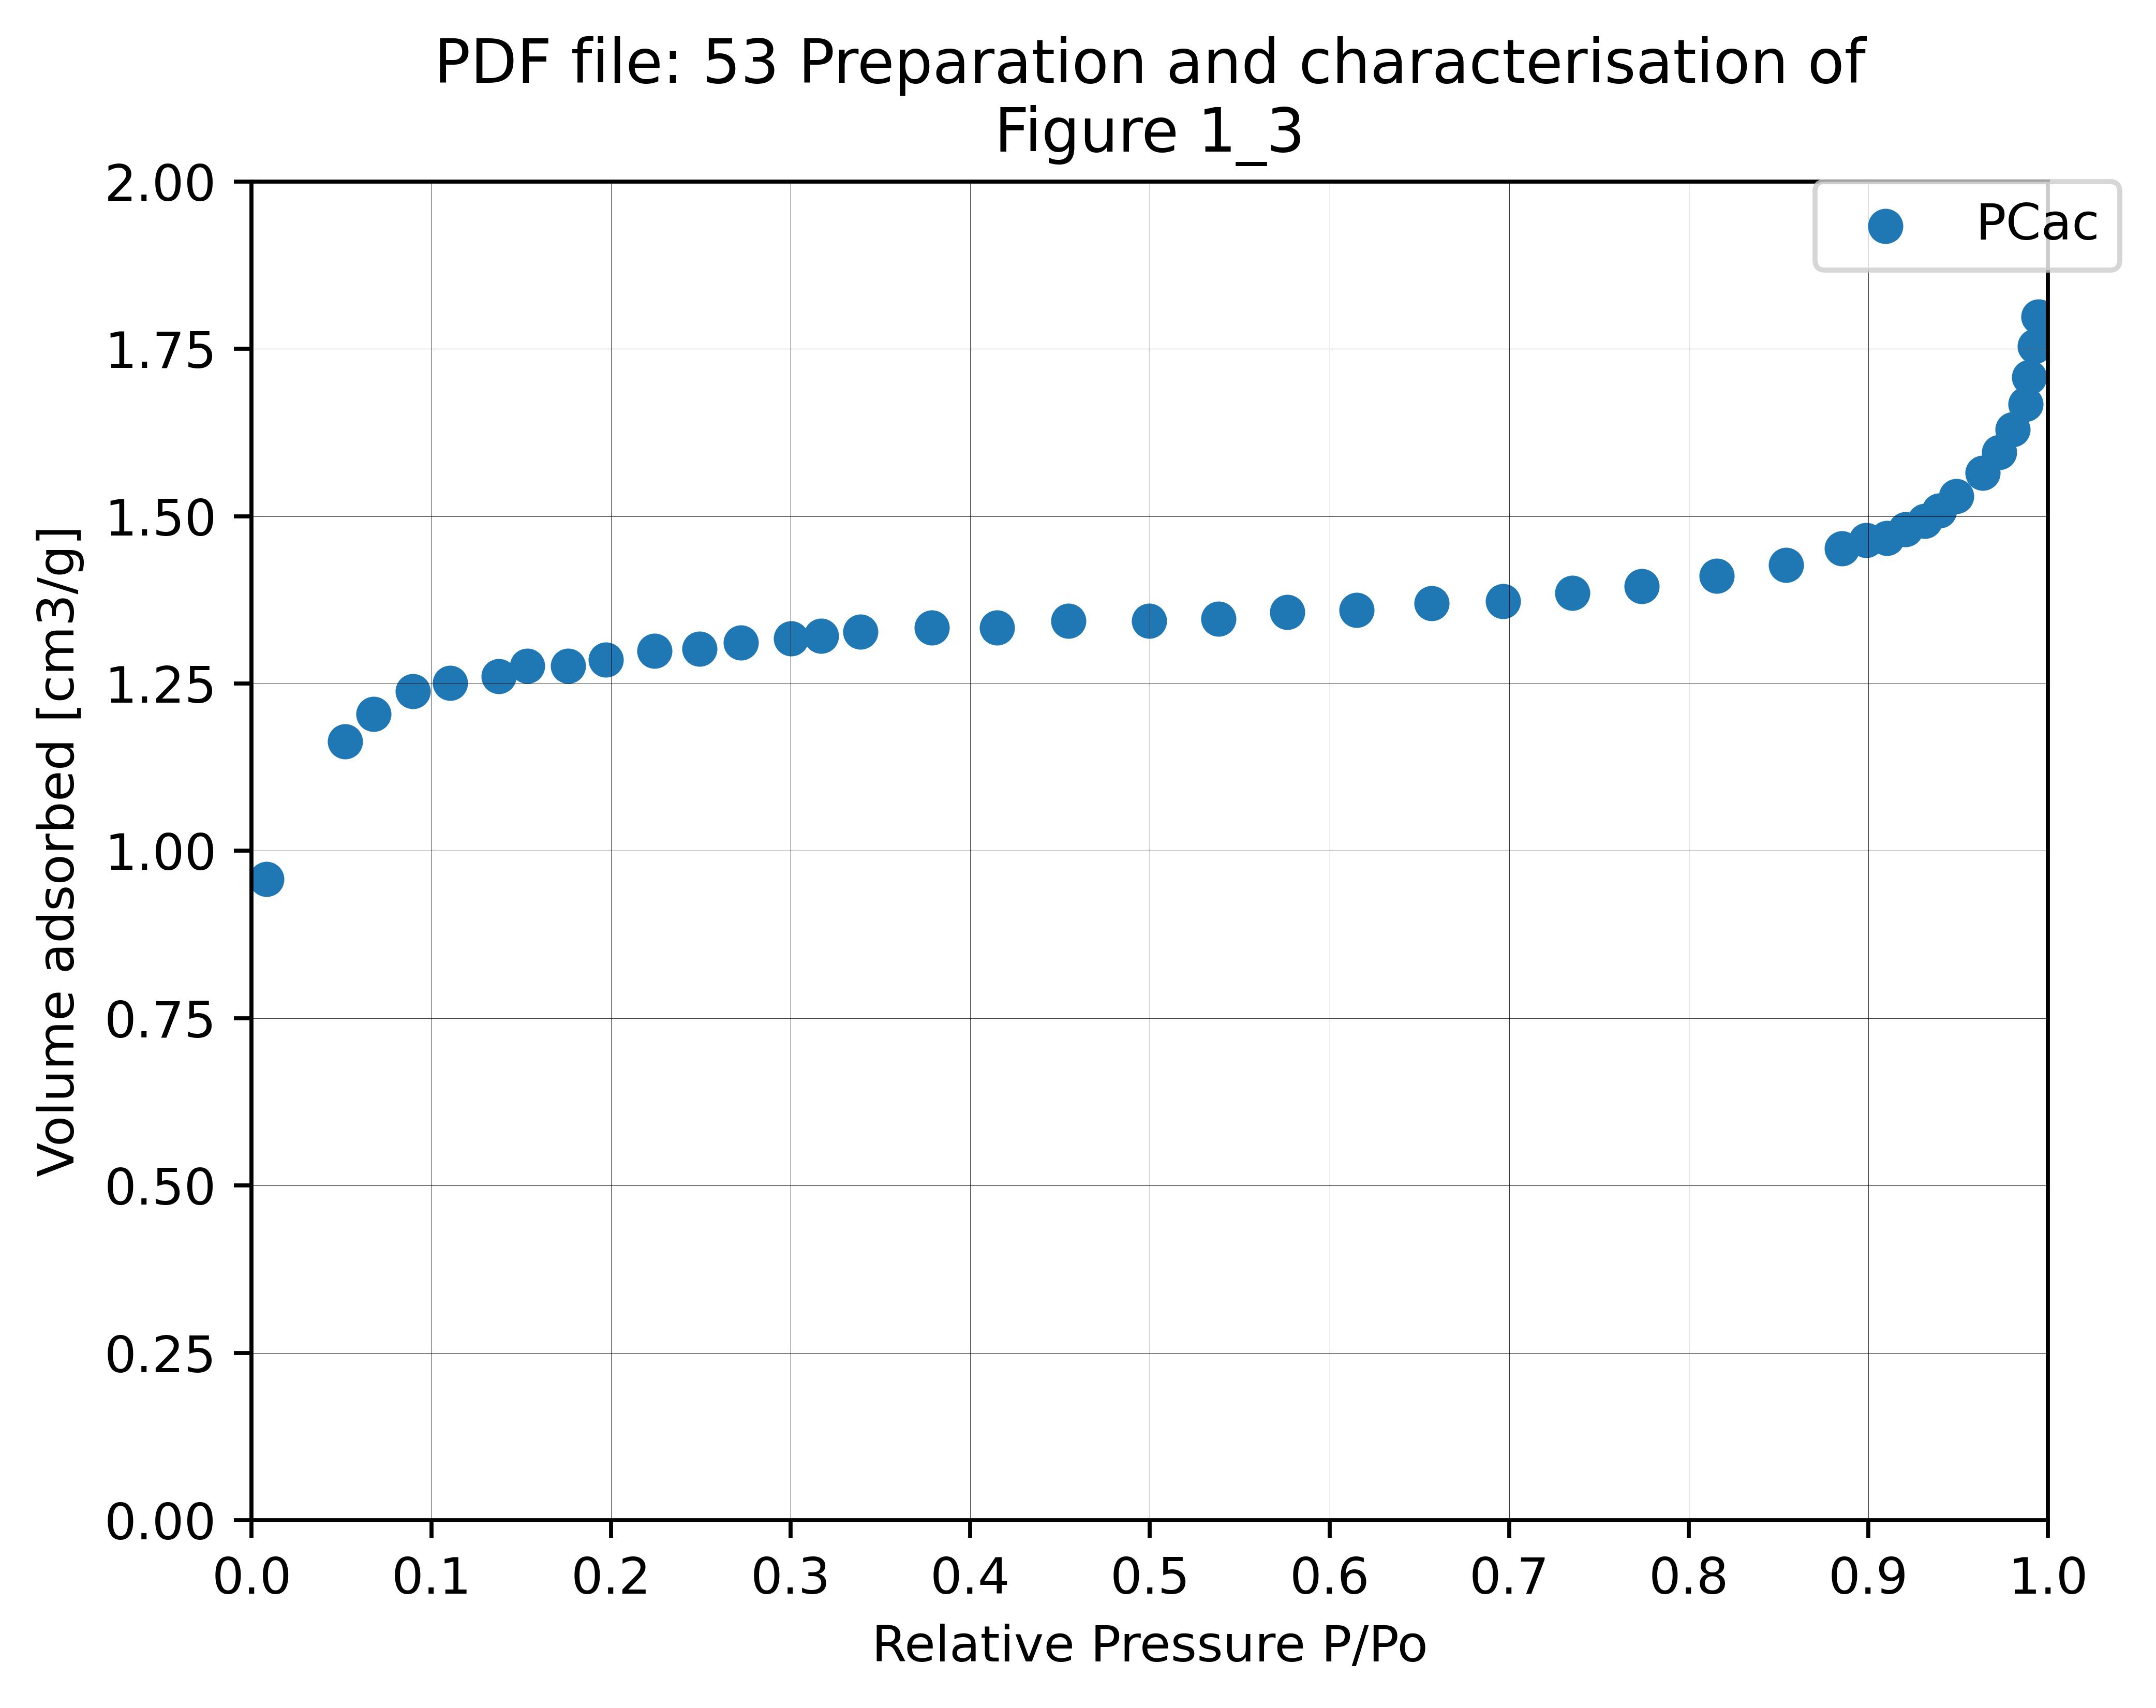 PDF file: 53 Preparation and characterisation of
Figure 1_3
PCac
2.00
1.75
1.50
1.25
1.00
0.75
0.50
0.25
0.00
Volume adsorbed [cm3/g]
0.0 0.1 0.2 0.3 0.4 0.5 0.6 0.7 0.8 0.9 1.0
Relative Pressure P/Po